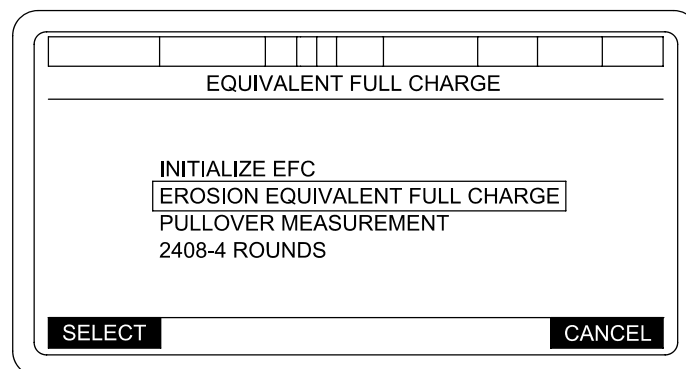 EQUIVALENT FULL CHARGE
INITIALIZE EFC
EROSION EQUIVALENT FULL CHARGE
PULLOVER MEASUREMENT
2408-4 ROUNDS
SELECT CANCEL